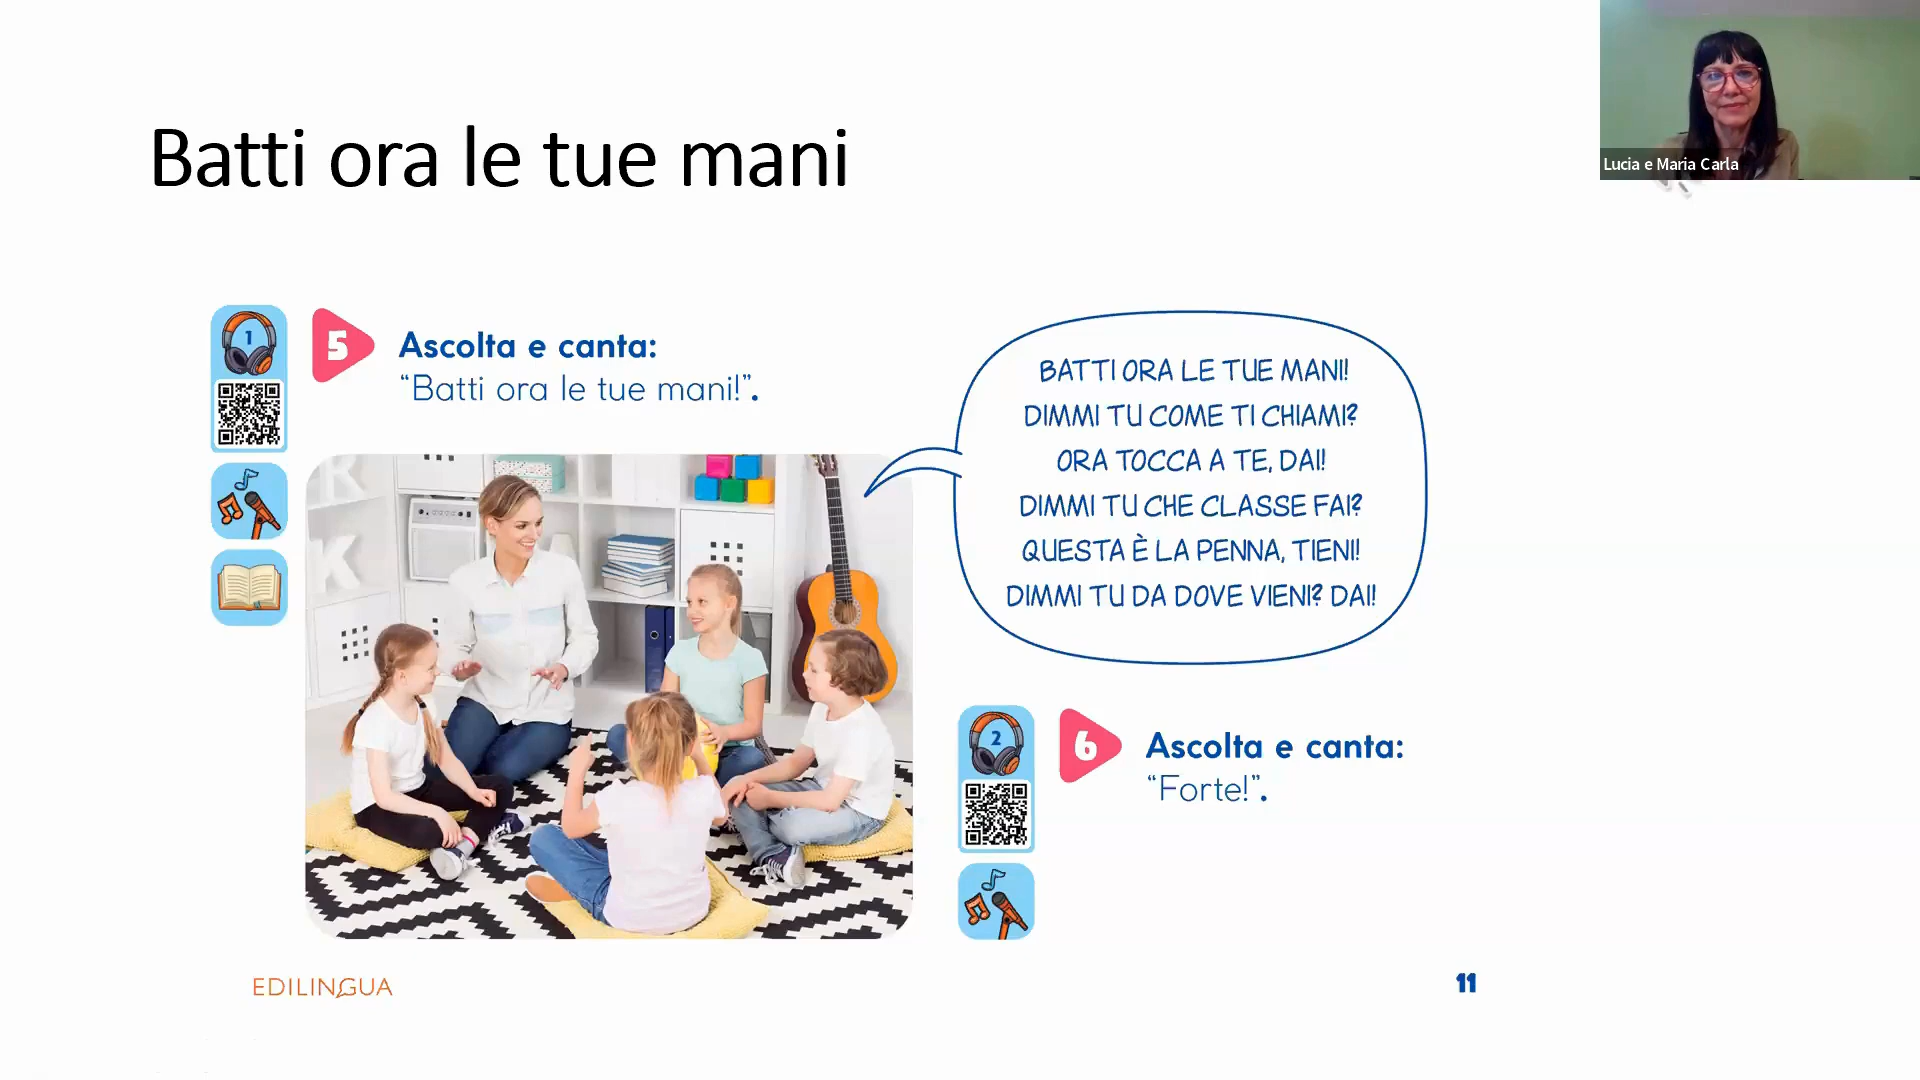 Batti ora le tue mani
Lucia e Maria Carla
1
5
Ascolta e canta:
“Batti ora le tue mani!”.
BATTI ORA LE TUE MANI!
DIMMI TU COME TI CHIAMI?
ORA TOCCA A TE, DAI!
DIMMI TU CHE CLASSE FAI?
QUESTA È LA PENNA, TIENI!
DIMMI TU DA DOVE VIENI? DAI!
2
6
Ascolta e canta:
“Forte!”.
EDILINGUA
11